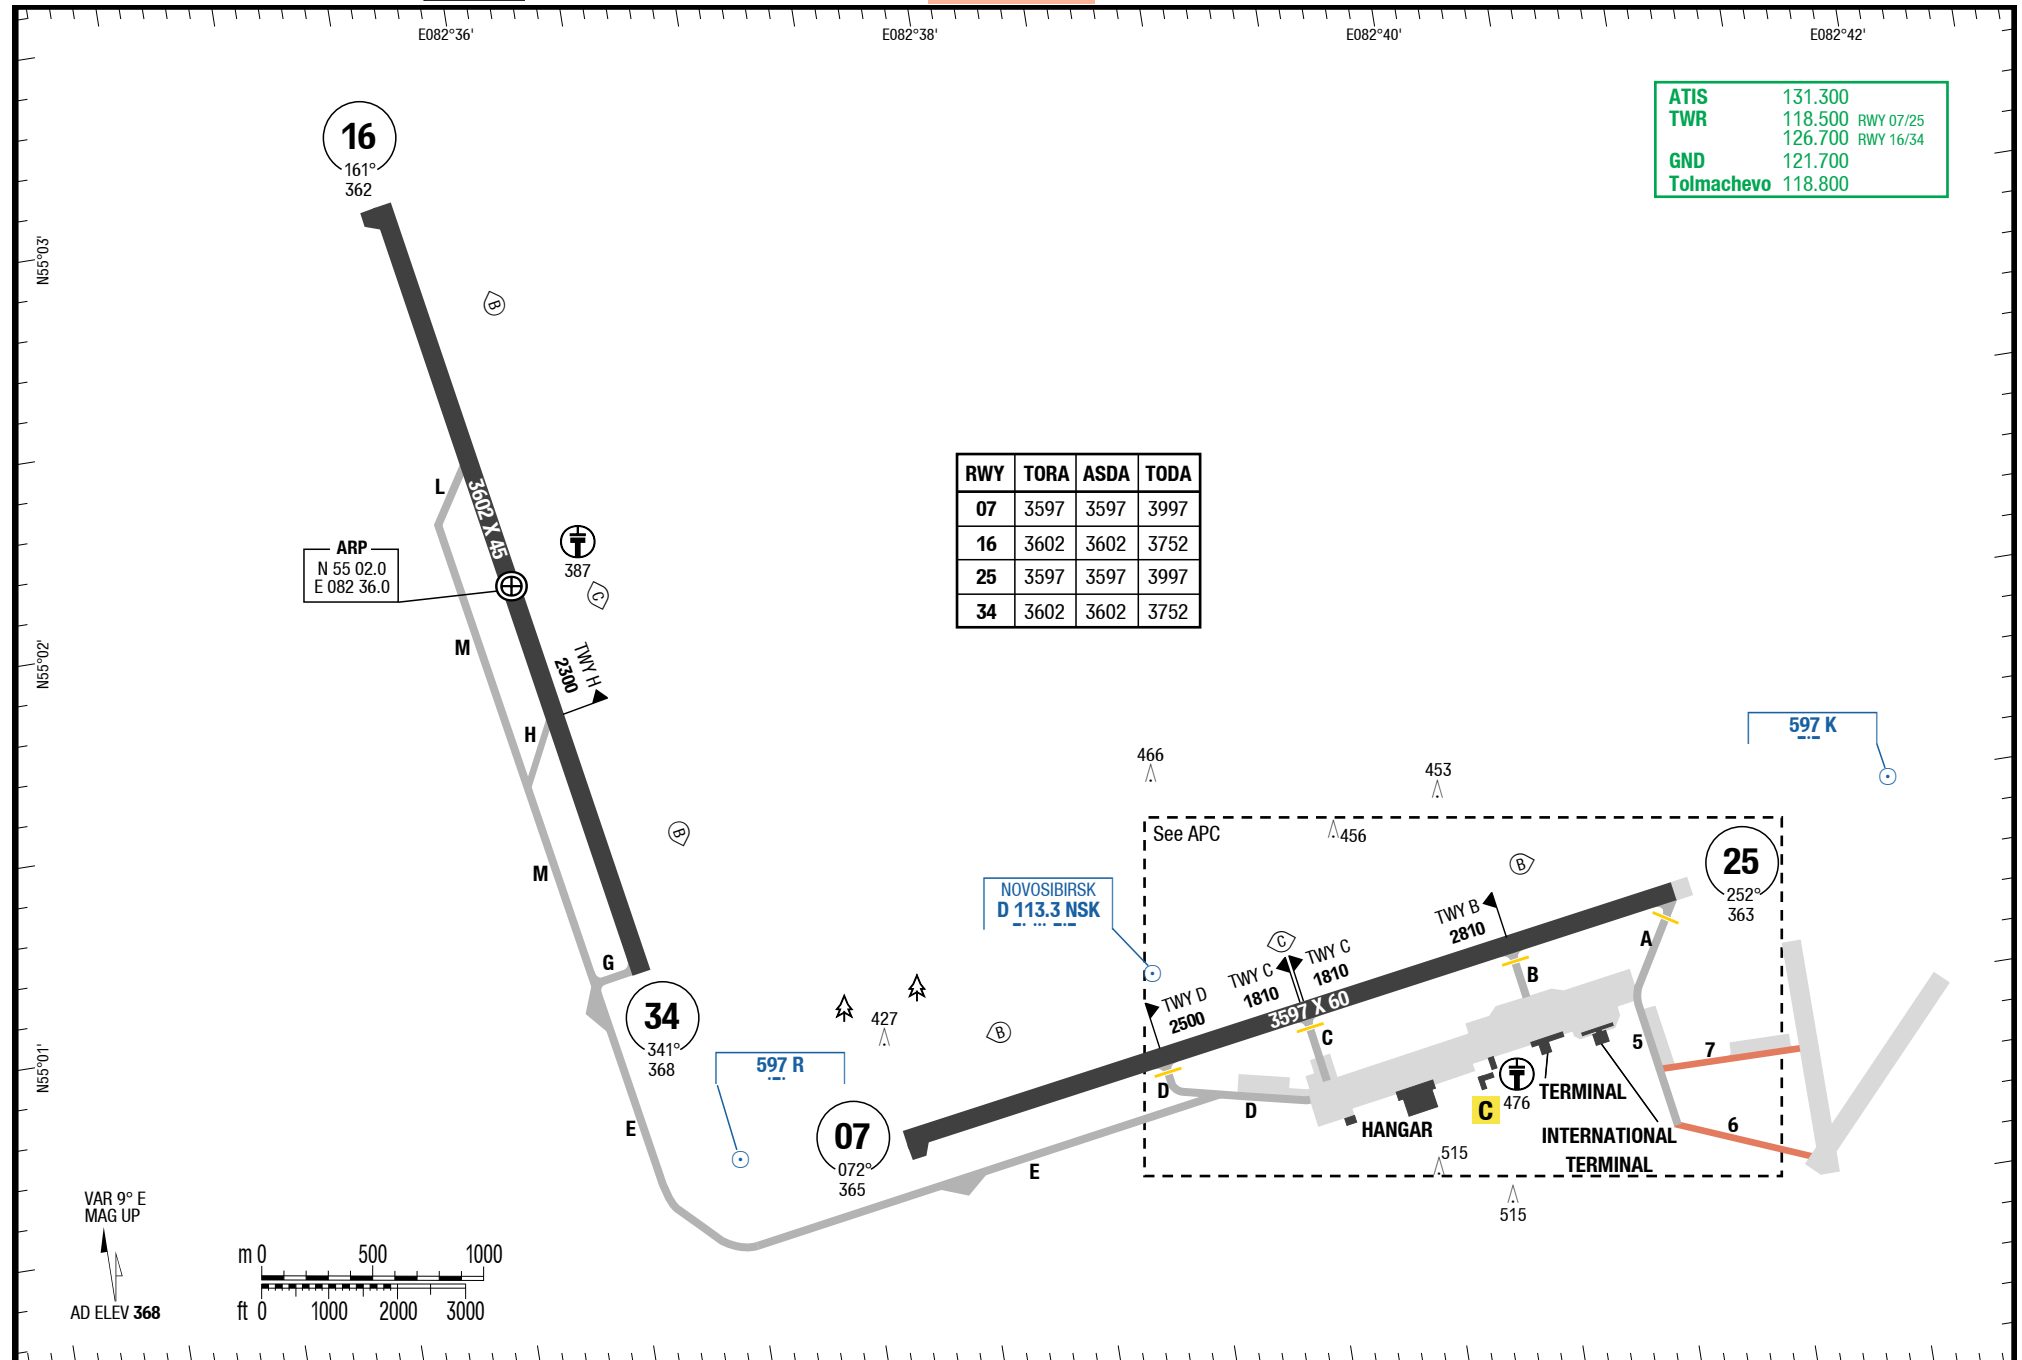 E082°36'
E082°38'
E082°40'
E082°42'
ATIS 131.300
TWR 118.500 RWY 07/25
126.700 RWY 16/34
GND 121.700
Tolmachevo 118.800
16
161°
362
N55°03'
B
RWY TORA ASDA TODA
07 3597 3597 3997
16 3602 3602 3752
25 3597 3597 3997
34 3602 3602 3752
L
3602 X 45
ARP
N 55 02.0
E 082 36.0
387
C
M
TWY H
2300
N55°02'
H
597 K
466
453
See APC
456
B
B
25
252°
363
M
NOVOSIBIRSK
D 113.3 NSK
TWY B
2810
A
C
TWY C
1810
TWY C
1810
B
G
34
341°
368
TWY D
2500
3597 X 60
427
B
C
5
7
N55°01'
597 R
D
D
TERMINAL
C
476
07
072°
365
E
HANGAR
INTERNATIONAL
TERMINAL
6
515
E
515
VAR 9° E
MAG UP
m 0 500 1000
ft 0 1000 2000 3000
AD ELEV 368